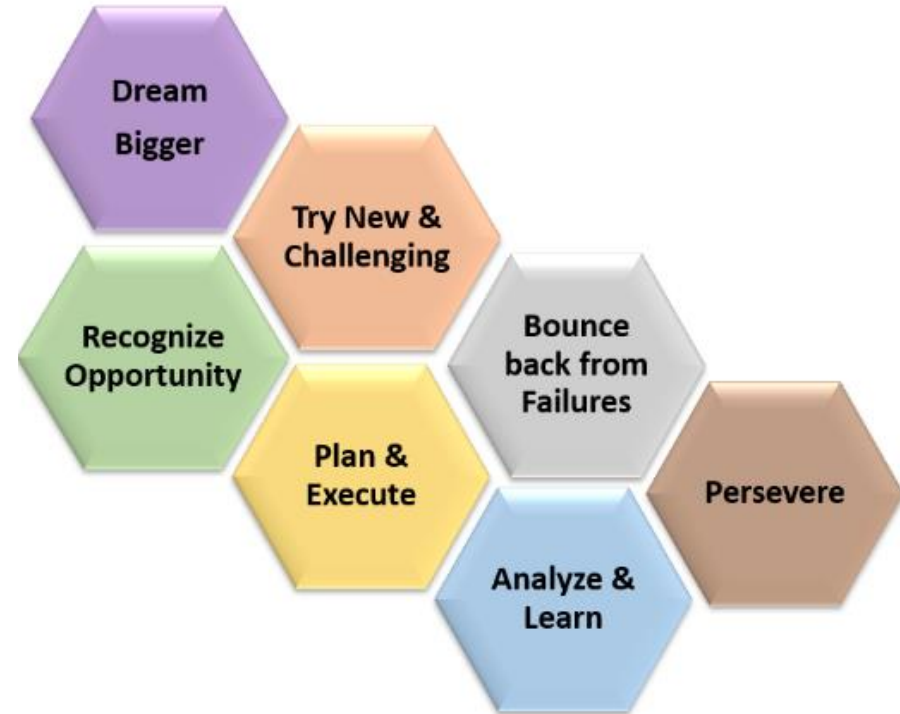 Dream
Bigger
Try New &
Challenging
Recognize
Opportunity
Bounce
back from
Failures
Plan &
Execute
Persevere
Analyze &
Learn